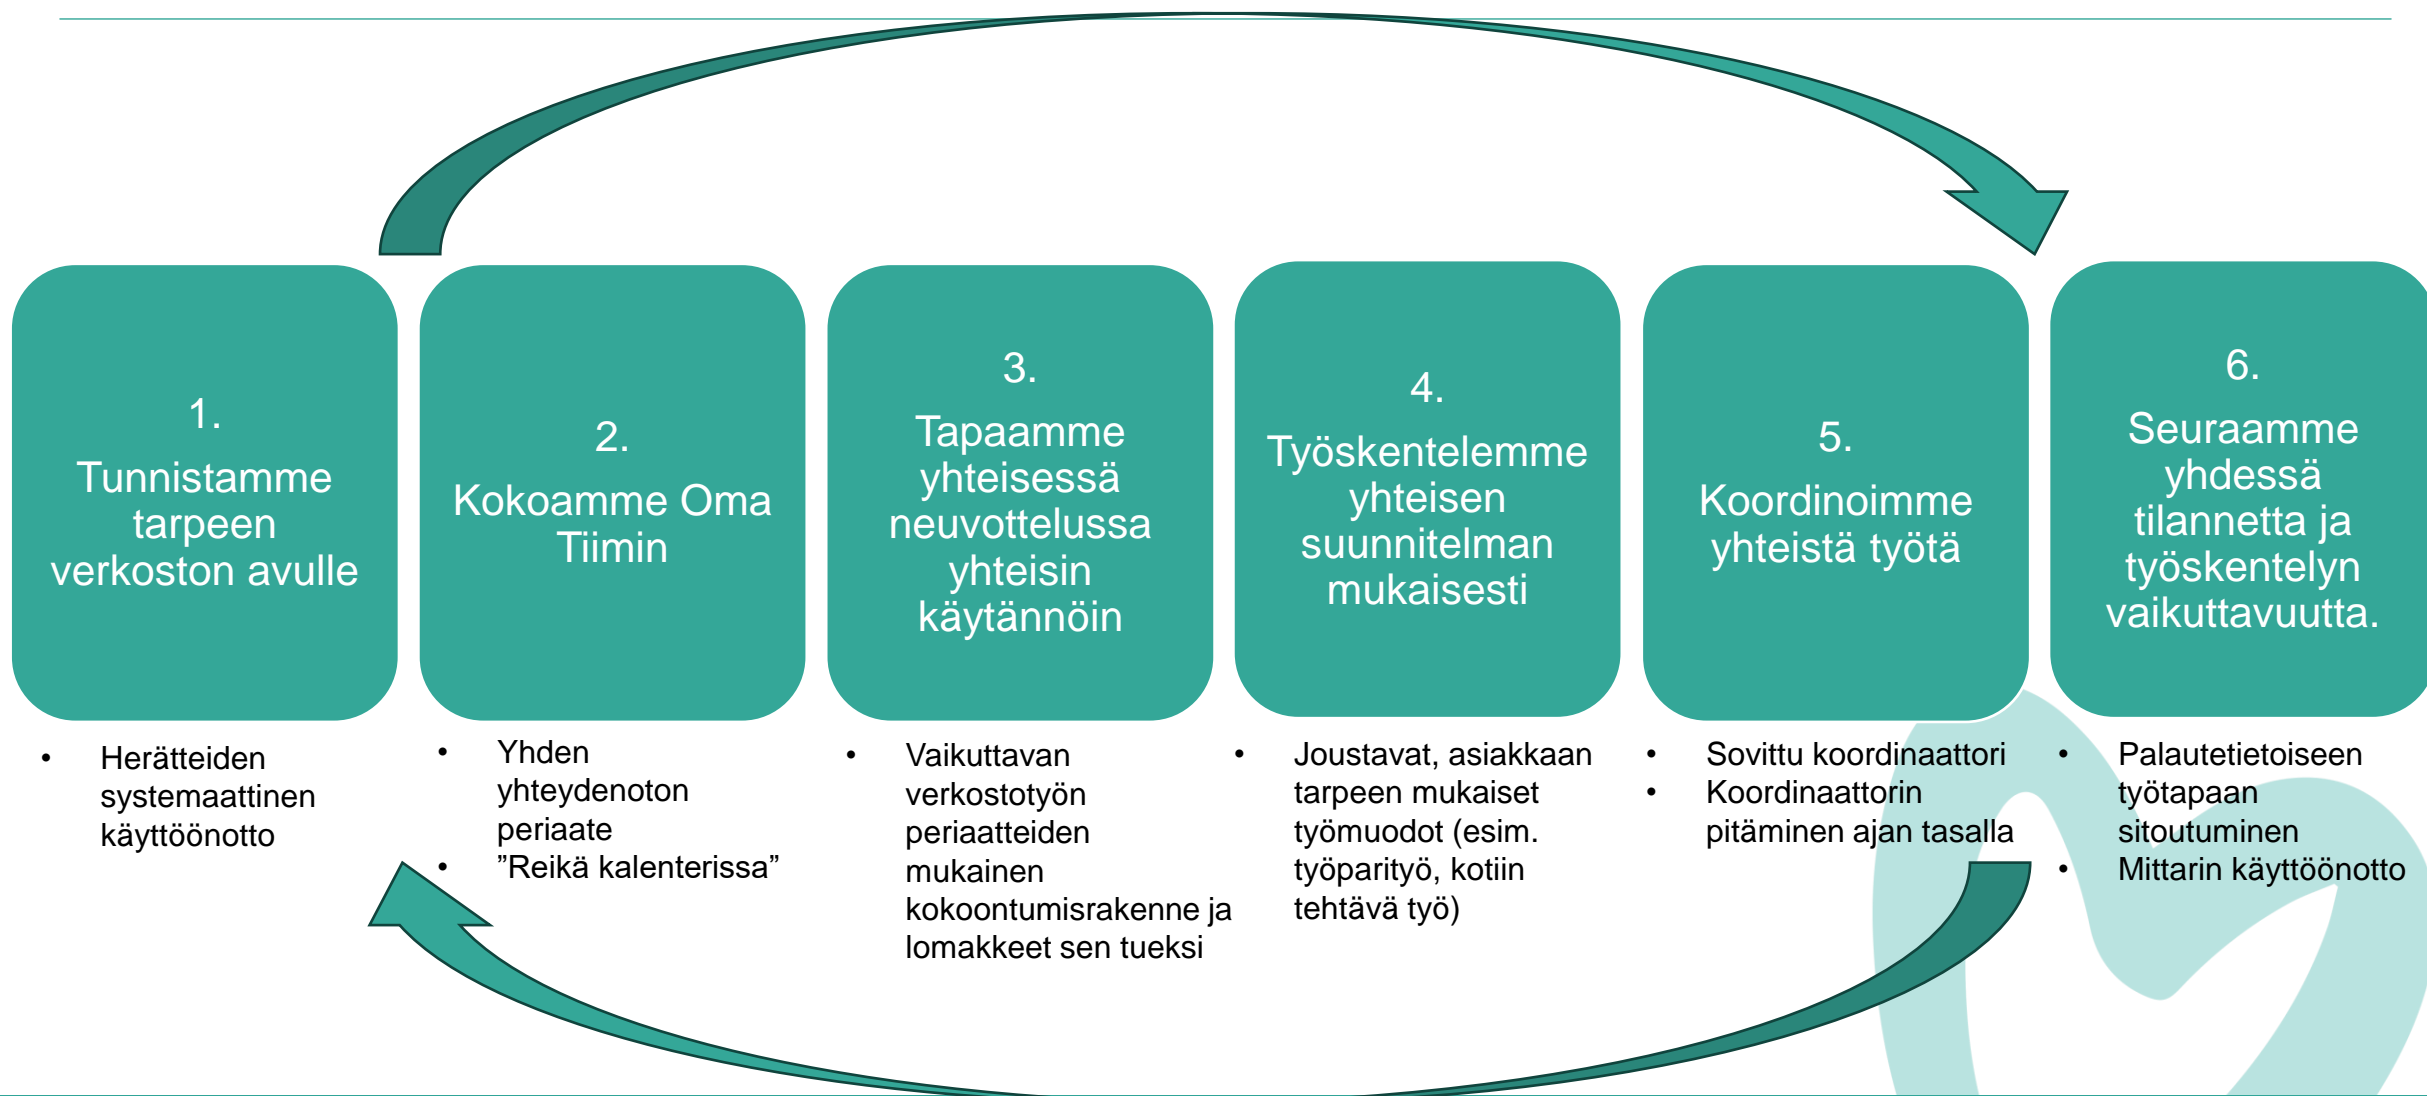 1.
Tunnistamme
tarpeen
verkoston avulle
2.
Kokoamme Oma
Tiimin
3.
Tapaamme
yhteisessä
neuvottelussa
yhteisin
käytännöin
4.
Työskentelemme
yhteisen
suunnitelman
mukaisesti
5.
Koordinoimme
yhteistä työtä
6.
Seuraamme
yhdessä
tilannetta ja
työskentelyn
vaikuttavuutta.
• Herätteiden
systemaattinen
käyttöönotto
• Yhden
yhteydenoton
periaate
• ”Reikä kalenterissa”
• Vaikuttavan
verkostotyön
periaatteiden
mukainen
kokoontumisrakenne ja
lomakkeet sen tueksi
• Joustavat, asiakkaan
tarpeen mukaiset
työmuodot (esim.
työparityö, kotiin
tehtävä työ)
• Sovittu koordinaattori
• Koordinaattorin
pitäminen ajan tasalla
• Palautetietoiseen
työtapaan
sitoutuminen
• Mittarin käyttöönotto